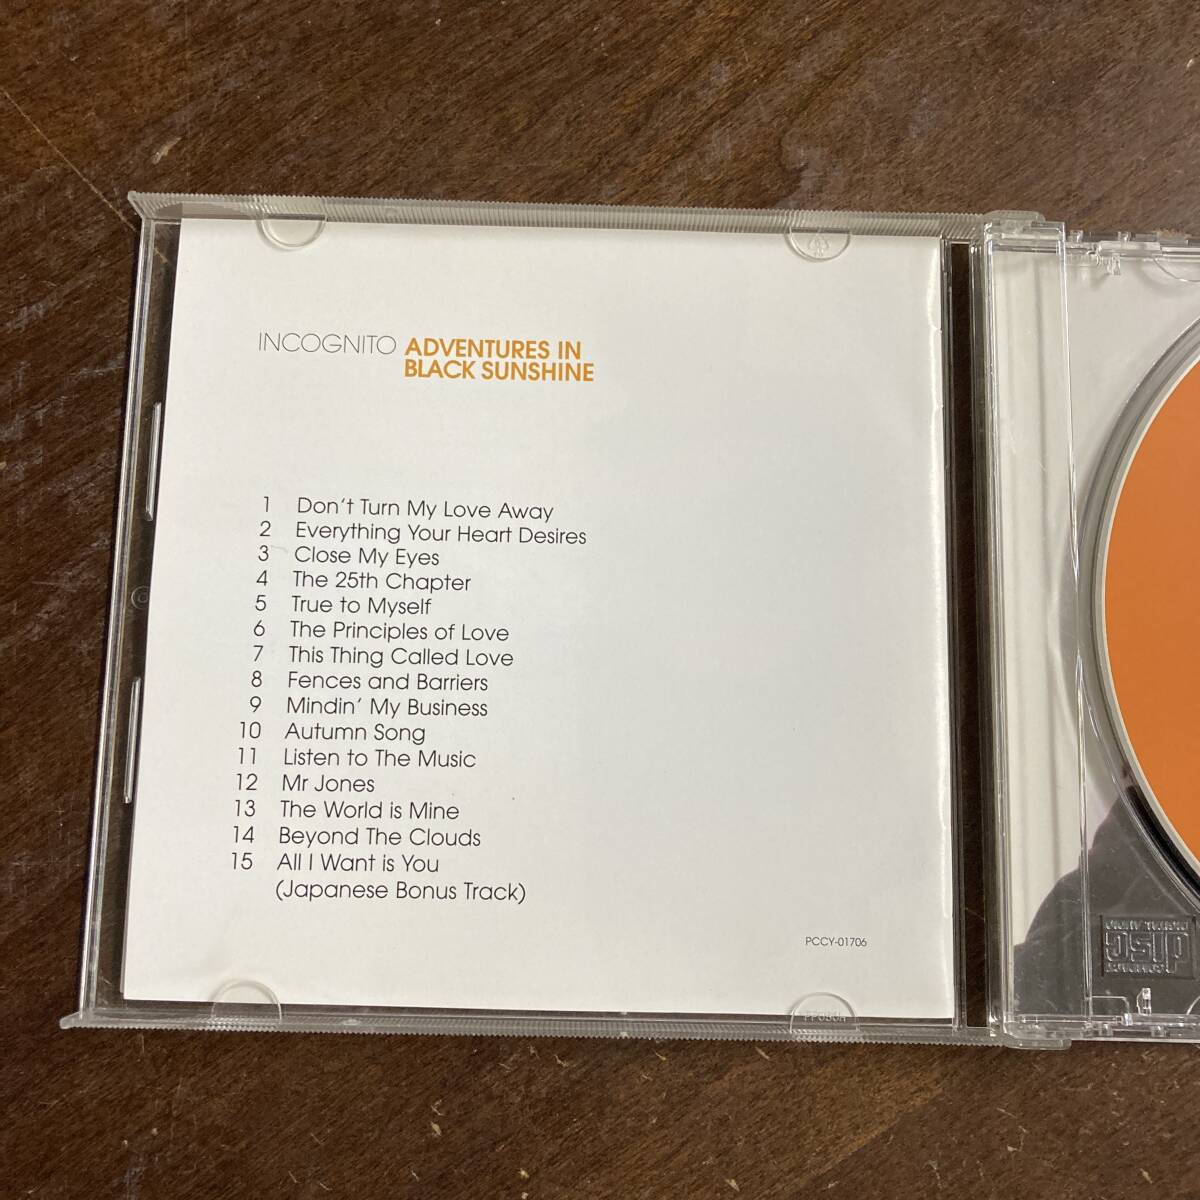 INCOGNITO ADVENTURES IN
BLACK SUNSHINE
1 Don't Turn My Love Away
2 Everything Your Heart Desires
3 Close My Eyes
4 The 25th Chapter
5 True to Myself
6 The Principles of Love
7 This Thing Called Love
8 Fences and Barriers
9 Mindin' My Business
10 Autumn Song
11 Listen to The Music
12 Mr Jones
13 The World is Mine
14 Beyond The Clouds
15 All I Want is You
(Japanese Bonus Track)
PCCY-01706
COMPACT
disc
DIGITAL AUDIO